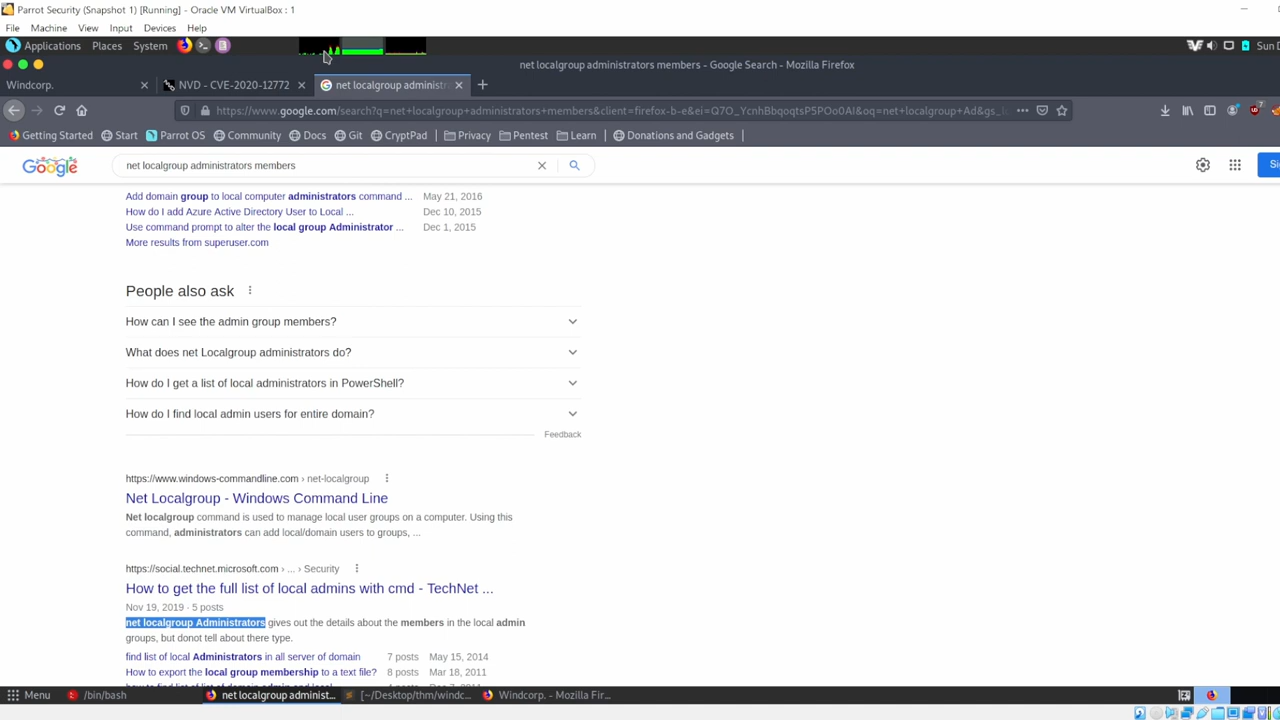 Parrot Security (Snapshot 1) [Running] - Oracle VM VirtualBox : 1
File Machine View Input Devices Help
Applications Places System Sun D
net localgroup administrators members - Google Search - Mozilla Firefox
Windcorp. NVD - CVE-2020-12772 net localgroup administr
Getting Started Start Parrot OS Community Docs Git CryptPad Privacy Pentest Learn Donations and Gadgets
Google net localgroup administrators members Si
Add domain group to local computer administrators command ... May 21, 2016
How do I add Azure Active Directory User to Local ... Dec 10, 2015
Use command prompt to alter the local group Administrator ... Dec 1, 2015
More results from superuser.com
People also ask
How can I see the admin group members?
What does net Localgroup administrators do?
How do I get a list of local administrators in PowerShell?
How do I find local admin users for entire domain?
Feedback
https://www.windows-commandline.com › net-localgroup
Net Localgroup - Windows Command Line
Net localgroup command is used to manage local user groups on a computer. Using this
command, administrators can add local/domain users to groups, ...
https://social.technet.microsoft.com › ... › Security
How to get the full list of local admins with cmd - TechNet ...
Nov 19, 2019 · 5 posts
net localgroup Administrators gives out the details about the members in the local admin
groups, but donot tell about there type.
find list of local Administrators in all server of domain 7 posts May 15, 2014
How to export the local group membership to a text file? 8 posts Mar 18, 2011
Menu /bin/bash net localgroup administ... [~/Desktop/thm/windc... Windcorp. - Mozilla Fir...